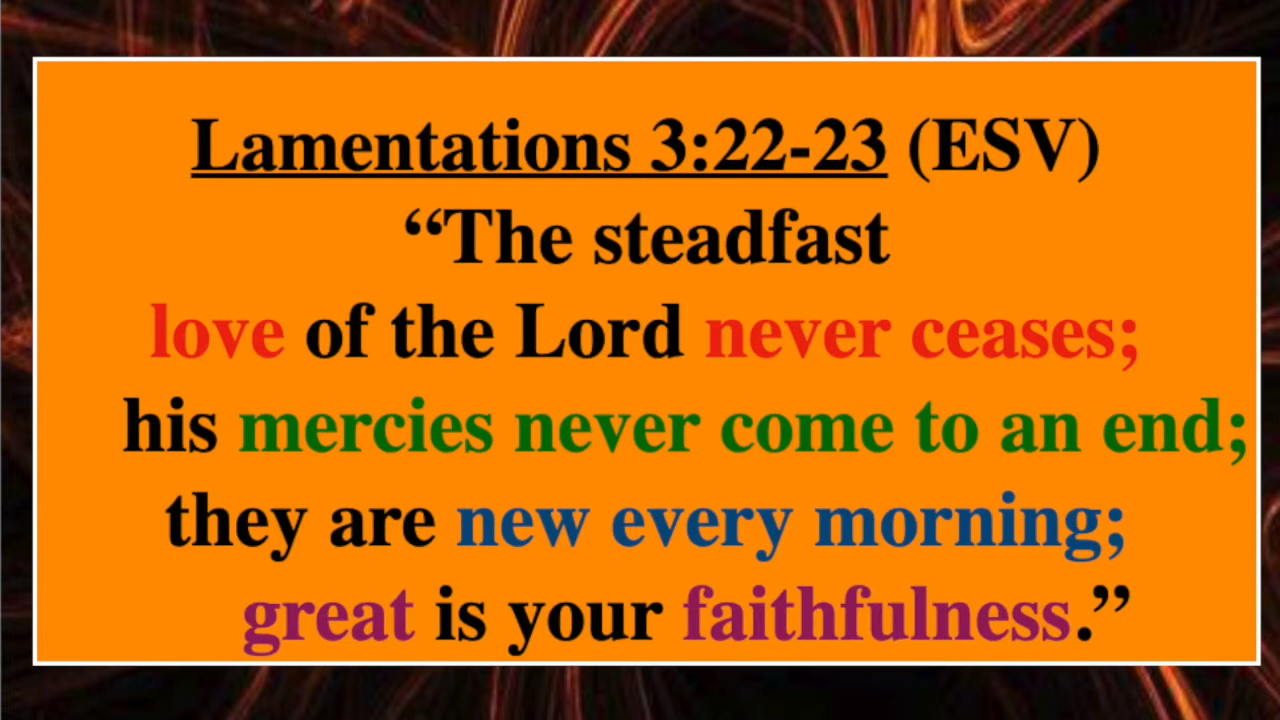 Lamentations 3:22-23 (ESV)
“The steadfast
love of the Lord never ceases;
his mercies never come to an end;
they are new every morning;
great is your faithfulness.”